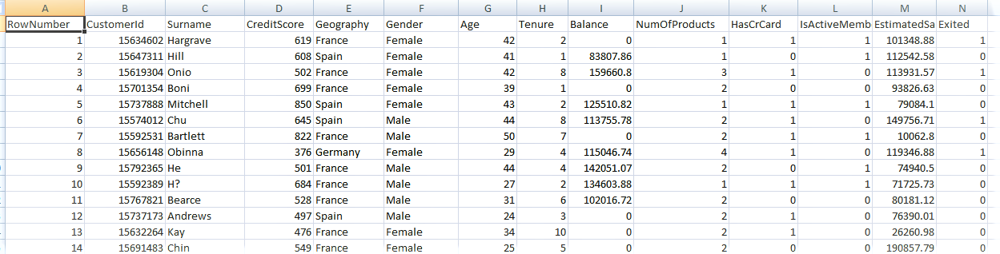 A B C D E F G H I J K L M N
RowNumber CustomerId Surname CreditScore Geography Gender Age Tenure Balance NumOfProducts HasCrCard IsActiveMemb EstimatedSa Exited
1 15634602 Hargrave 619 France Female 42 2 0 1 1 1 101348.88 1
2 15647311 Hill 608 Spain Female 41 1 83807.86 1 0 1 112542.58 0
3 15619304 Onio 502 France Female 42 8 159660.8 3 1 0 113931.57 1
4 15701354 Boni 699 France Female 39 1 0 2 0 0 93826.63 0
5 15737888 Mitchell 850 Spain Female 43 2 125510.82 1 1 1 79084.1 0
6 15574012 Chu 645 Spain Male 44 8 113755.78 2 1 0 149756.71 1
7 15592531 Bartlett 822 France Male 50 7 0 2 1 1 10062.8 0
8 15656148 Obinna 376 Germany Female 29 4 115046.74 4 1 0 119346.88 1
9 15792365 He 501 France Male 44 4 142051.07 2 0 1 74940.5 0
10 15592389 H? 684 France Male 27 2 134603.88 1 1 1 71725.73 0
11 15767821 Bearce 528 France Male 31 6 102016.72 2 0 0 80181.12 0
12 15737173 Andrews 497 Spain Male 24 3 0 2 1 0 76390.01 0
13 15632264 Kay 476 France Female 34 10 0 2 1 0 26260.98 0
14 15691483 Chin 549 France Female 25 5 0 2 0 0 190857.79 0